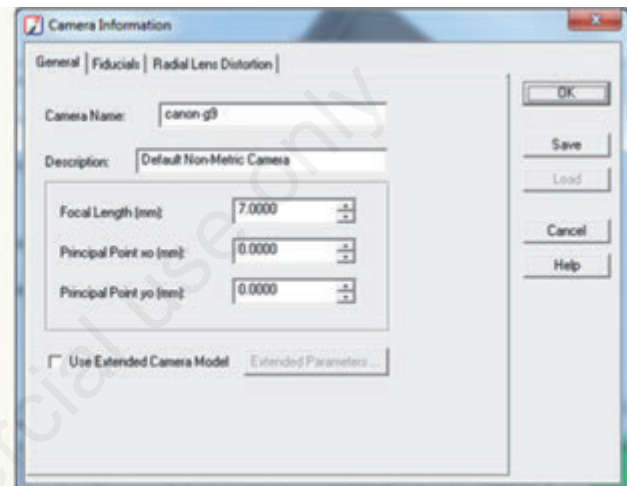 Camera Information
General Fiducials Radial Lens Distortion
Camera Name: canon-g9
Description: Default Non-Metric Camera
Focal Length (mm): 7.0000
Principal Point xo (mm): 0.0000
Principal Point yo (mm): 0.0000
Use Extended Camera Model Extended Parameters ...
OK
Save
Load
Cancel
Help
use only